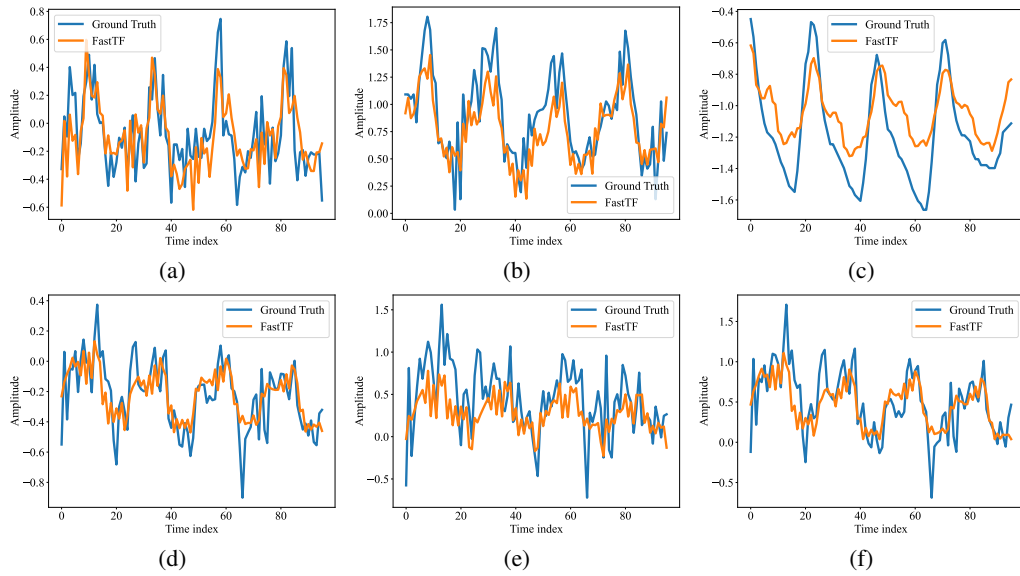 0.8
0.6
0.4
0.2
0.0
−0.2
−0.4
−0.6
Amplitude
Ground Truth
FastTF
0 20 40 60 80
Time index
(a)
1.75
1.50
1.25
1.00
0.75
0.50
0.25
0.00
Amplitude
Ground Truth
FastTF
0 20 40 60 80
Time index
(b)
−0.4
−0.6
−0.8
−1.0
−1.2
−1.4
−1.6
Amplitude
Ground Truth
FastTF
0 20 40 60 80
Time index
(c)
0.4
0.2
−0.0
−0.2
−0.4
−0.6
−0.8
Amplitude
Ground Truth
FastTF
0 20 40 60 80
Time index
(d)
1.5
1.0
0.5
0.0
−0.5
Amplitude
Ground Truth
FastTF
0 20 40 60 80
Time index
(e)
1.5
1.0
0.5
0.0
−0.5
Amplitude
Ground Truth
FastTF
0 20 40 60 80
Time index
(f)